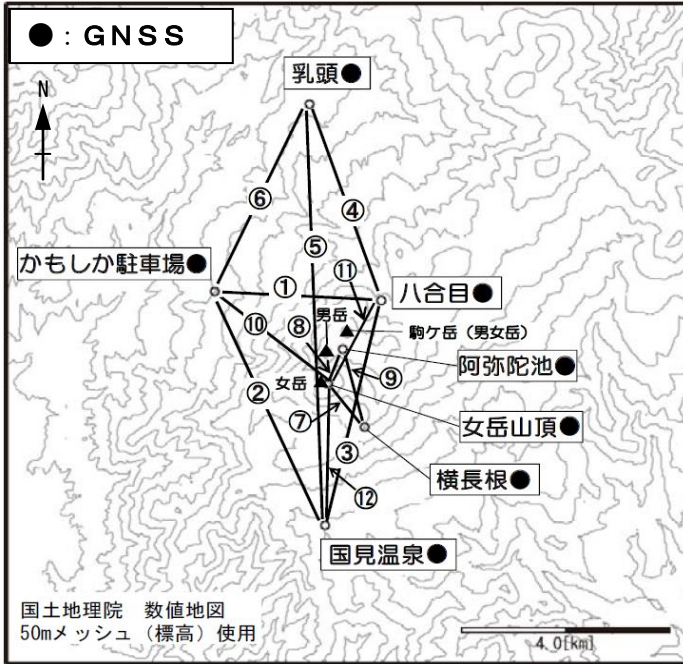 ●：GNSS
N
乳頭●
⑥
④
⑤
かもしか駐車場●
①
⑪
八合目●
⑩
⑧
男岳
駒ケ岳（男女岳）
阿弥陀池●
②
女岳
⑨
⑦
女岳山頂●
③
横長根●
⑫
国見温泉●
国土地理院　数値地図
50mメッシュ（標高）使用
4.0[km]